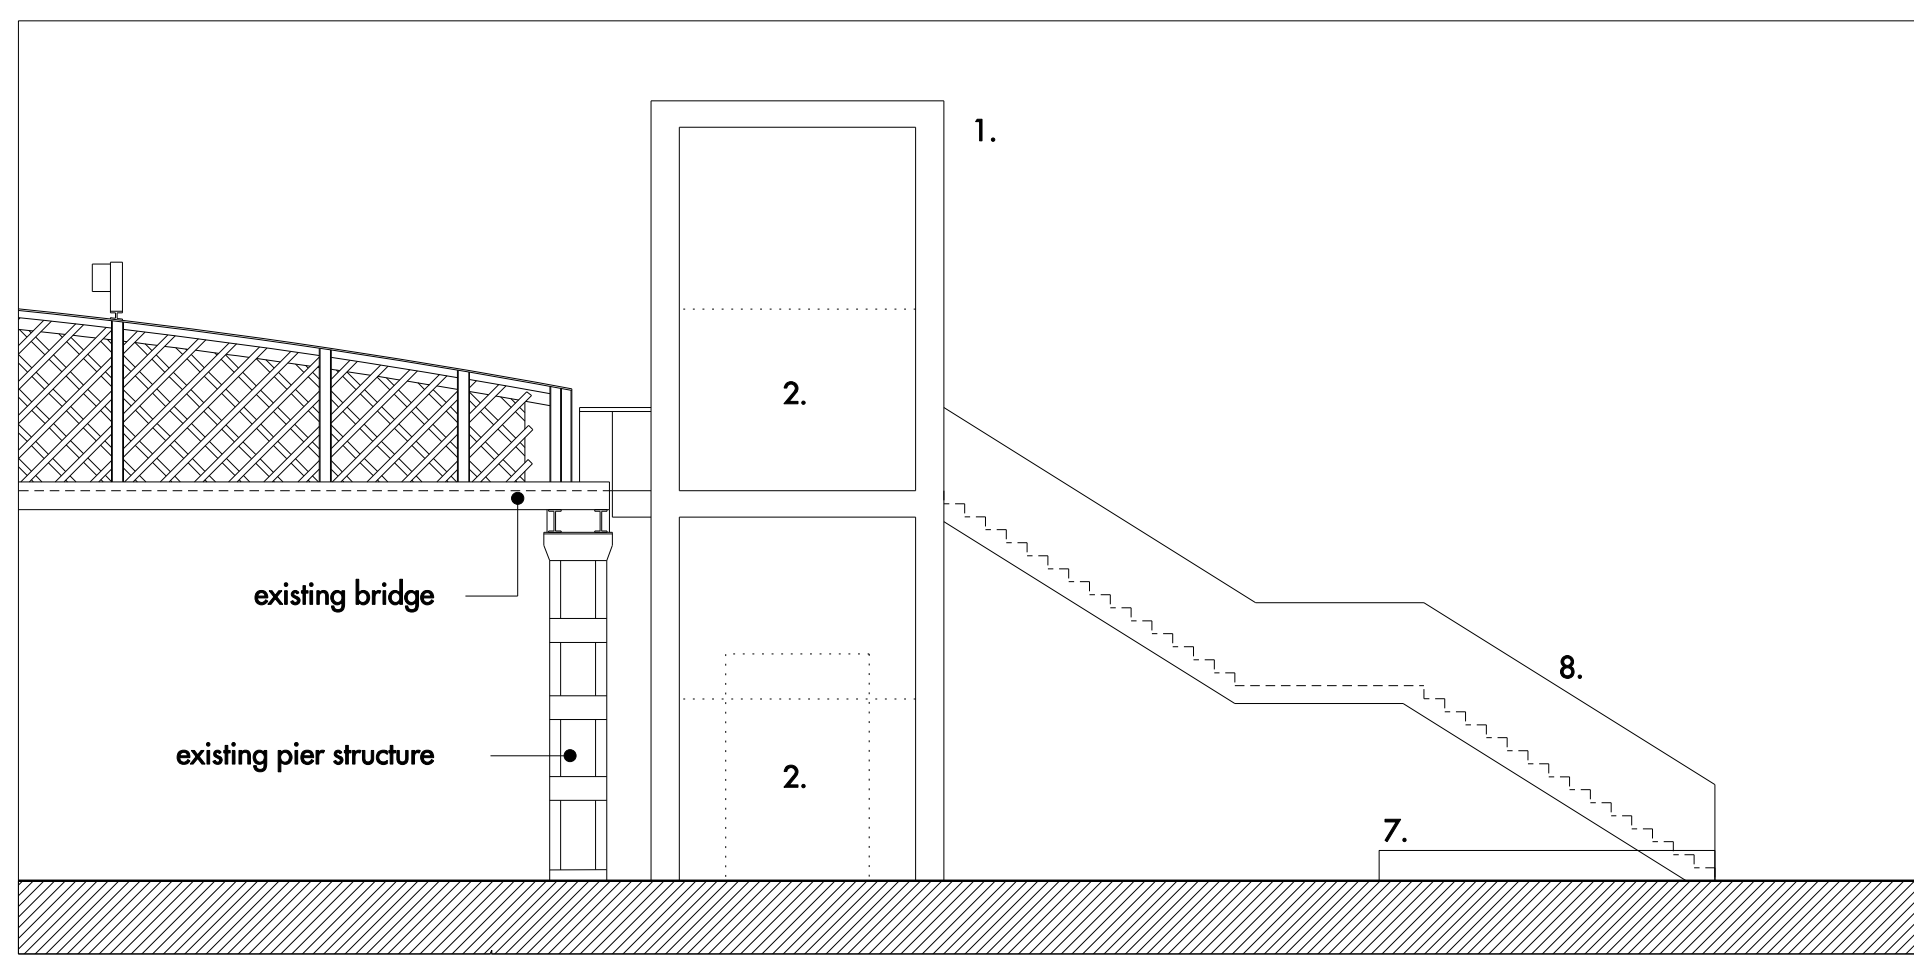 1.
2.
existing bridge
8.
existing pier structure
2.
7.